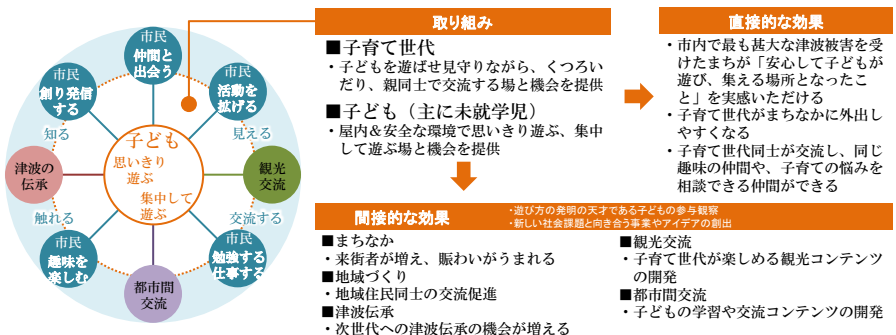 市民
仲間と
出会う
市民
創り発信
する
市民
活動を
拡げる
知る
見える
子ども
思いきり
遊ぶ
集中して
遊ぶ
津波の
伝承
観光
交流
触れる
交流する
市民
趣味を
楽しむ
市民
勉強する
仕事する
都市間
交流
取り組み
■子育て世代
・子どもを遊ばせ見守りながら、くつろい
だり、親同士で交流する場と機会を提供
■子ども（主に未就学児）
・屋内＆安全な環境で思いきり遊ぶ、集中
して遊ぶ場と機会を提供
直接的な効果
・市内で最も甚大な津波被害を
受けたまちが「安心して子どもが
遊び、集える場所となったこ
と」を実感いただける
・子育て世代がまちなかに外出し
やすくなる
・子育て世代同士が交流し、同じ
趣味の仲間や、子育ての悩みを
相談できる仲間ができる
間接的な効果
・遊び方の発明の天才である子どもの参与観察
・新しい社会課題と向き合う事業やアイデアの創出
■まちなか
・来街者が増え、賑わいがうまれる
■地域づくり
・地域住民同士の交流促進
■津波伝承
・次世代への津波伝承の機会が増える
■観光交流
・子育て世代が楽しめる観光コンテンツ
の開発
■都市間交流
・子どもの学習や交流コンテンツの開発